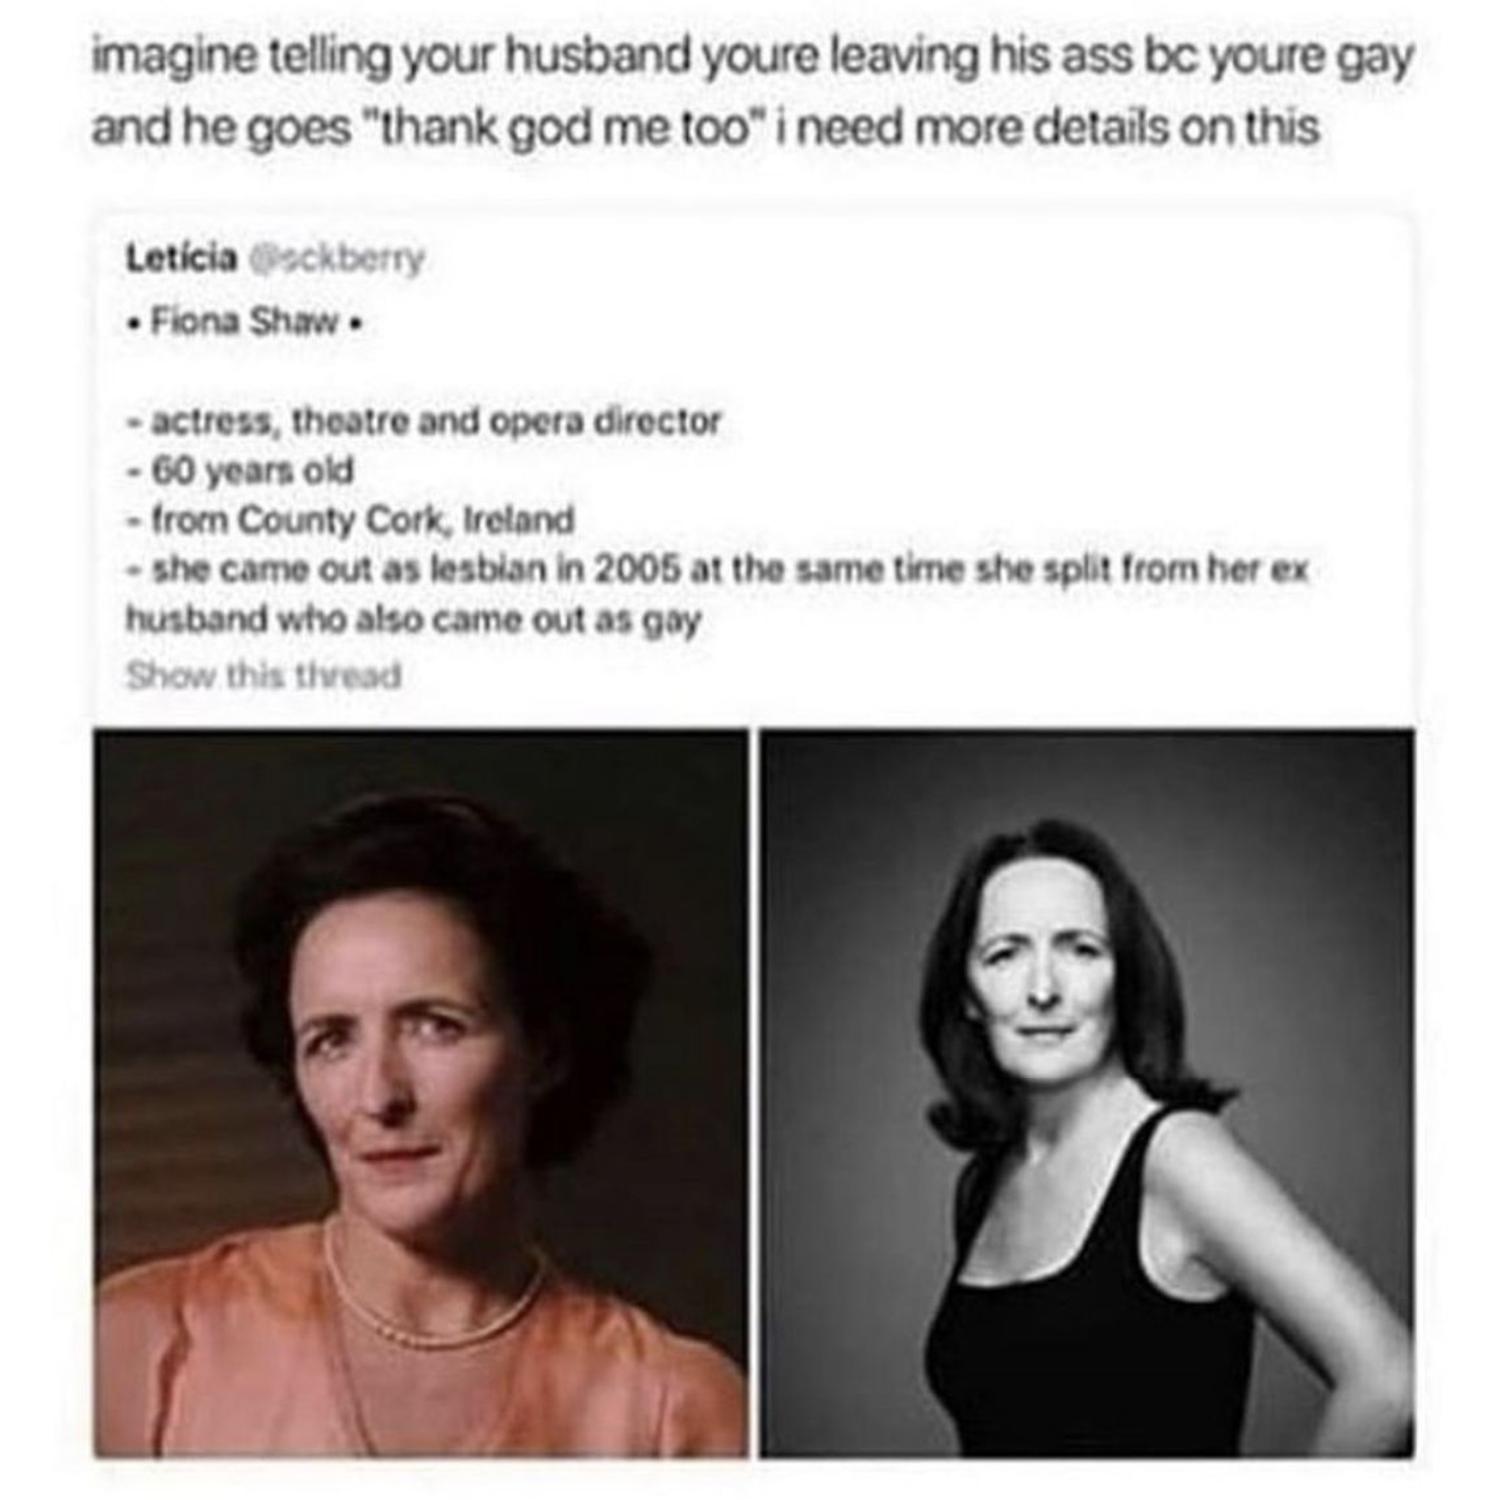 imagine telling your husband youre leaving his ass bc youre gay
and he goes "thank god me too" i need more details on this
Letícia @sckberry
• Fiona Shaw •
- actress, theatre and opera director
- 60 years old
- from County Cork, Ireland
- she came out as lesbian in 2005 at the same time she split from her ex
husband who also came out as gay
Show this thread